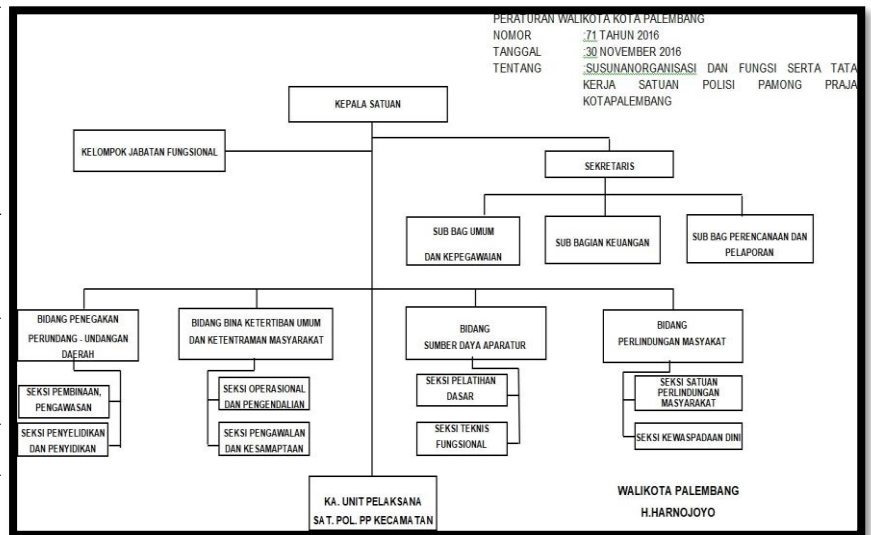 PERATURAN WALIKOTA KOTA PALEMBANG
NOMOR :71 TAHUN 2016
TANGGAL :30 NOVEMBER 2016
TENTANG :SUSUNANORGANISASI DAN FUNGSI SERTA TATA
KERJA SATUAN POLISI PAMONG PRAJA
KOTAPALEMBANG
KEPALA SATUAN
KELOMPOK JABATAN FUNGSIONAL
SEKRETARIS
SUB BAG UMUM
DAN KEPEGAWAIAN
SUB BAGIAN KEUANGAN
SUB BAG PERENCANAAN DAN
PELAPORAN
BIDANG PENEGAKAN
PERUNDANG - UNDANGAN
DAERAH
BIDANG BINA KETERTIBAN UMUM
DAN KETENTRAMAN MASYARAKAT
BIDANG
SUMBER DAYA APARATUR
BIDANG
PERLINDUNGAN MASYAKAT
SEKSI PEMBINAAN,
PENGAWASAN
SEKSI PENYELIDIKAN
DAN PENYIDIKAN
SEKSI OPERASIONAL
DAN PENGENDALIAN
SEKSI PENGAWALAN
DAN KESAMAPTAAN
SEKSI PELATIHAN
DASAR
SEKSI TEKNIS
FUNGSIONAL
SEKSI SATUAN
PERLINDUNGAN
MASYARAKAT
SEKSI KEWASPADAAN DINI
KA. UNIT PELAKSANA
SAT. POL. PP KECAMATAN
WALIKOTA PALEMBANG
H.HARNOJOYO